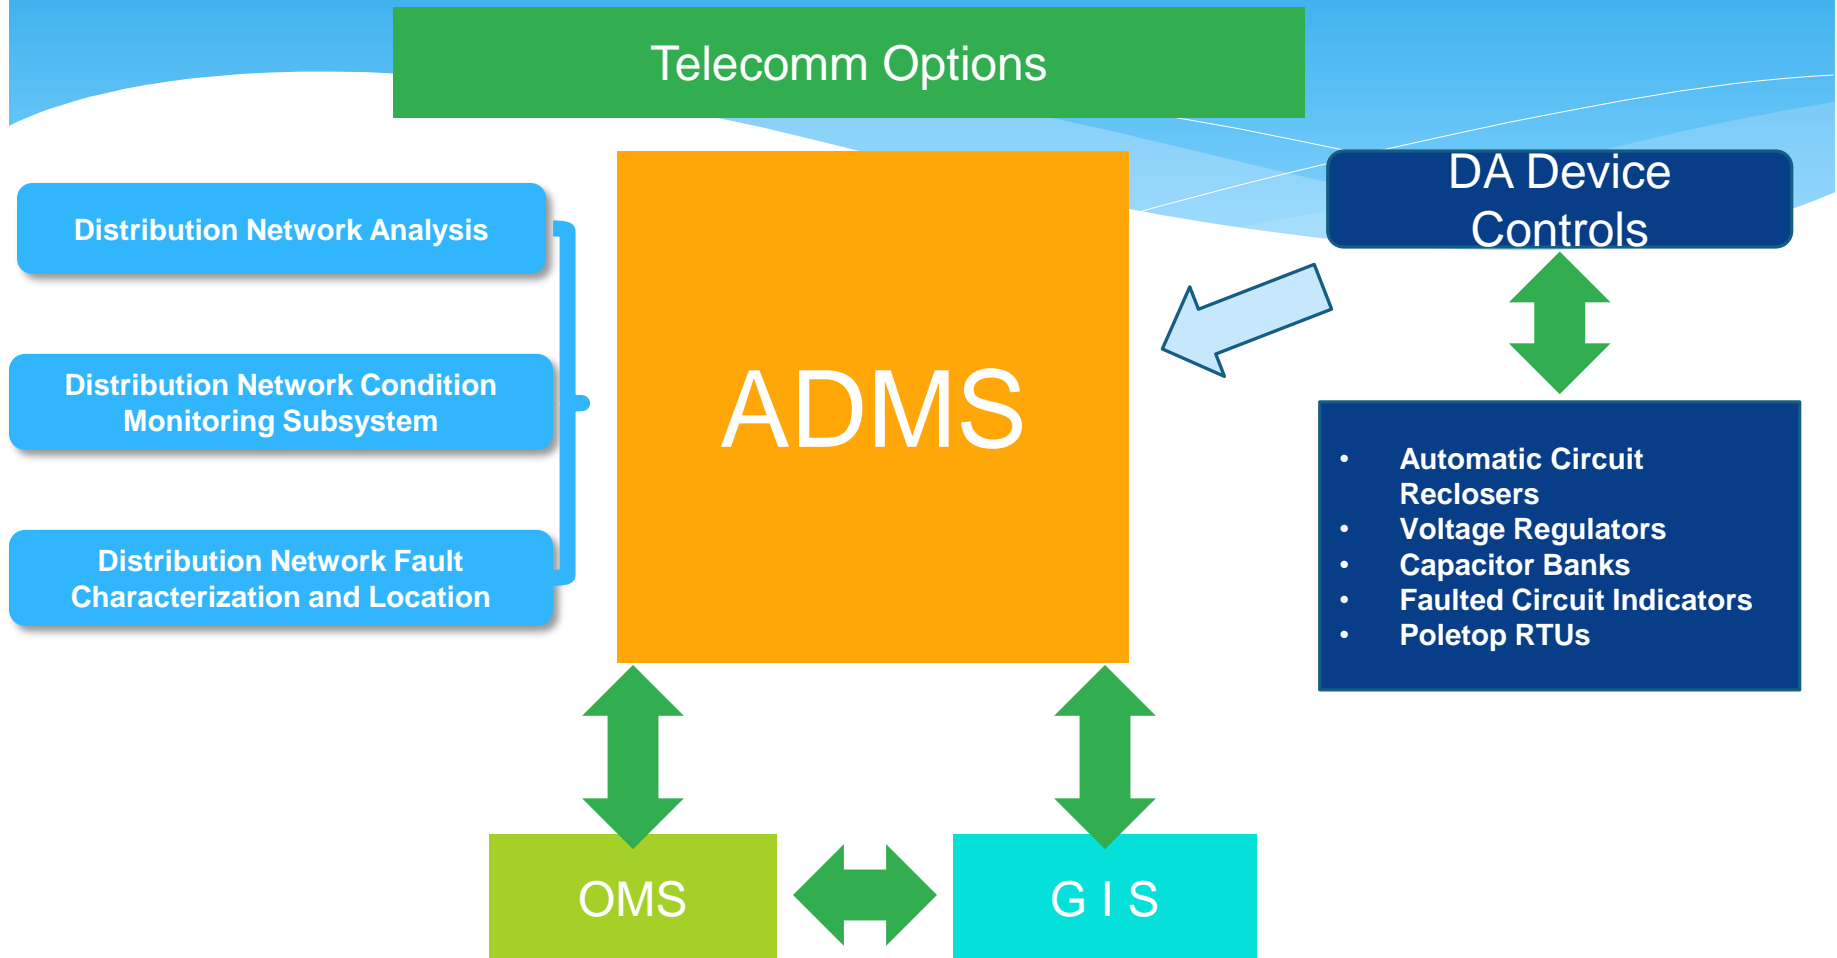 Telecomm Options
Distribution Network Analysis
Distribution Network Condition
Monitoring Subsystem
Distribution Network Fault
Characterization and Location
ADMS
DA Device
Controls
• Automatic Circuit
Reclosers
• Voltage Regulators
• Capacitor Banks
• Faulted Circuit Indicators
• Poletop RTUs
OMS
G I S